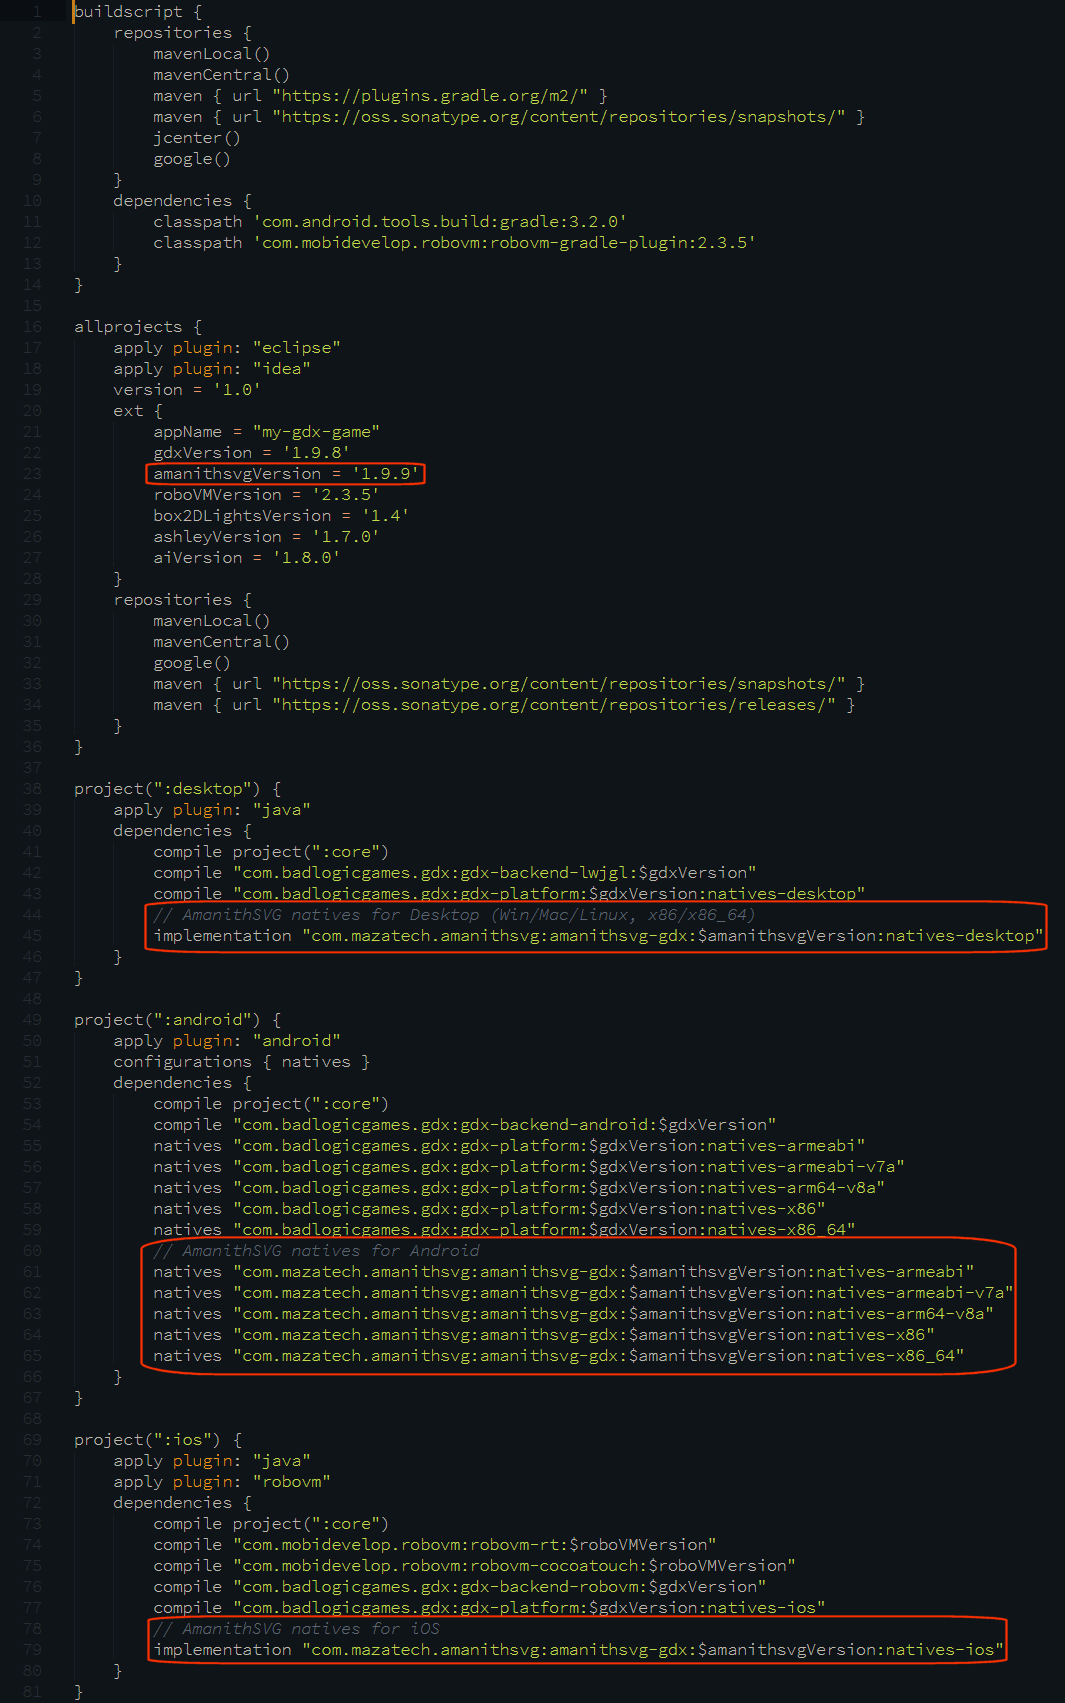 1 buildscript {
2     repositories {
3         mavenLocal()
4         mavenCentral()
5         maven { url "https://plugins.gradle.org/m2/" }
6         maven { url "https://oss.sonatype.org/content/repositories/snapshots/" }
7         jcenter()
8         google()
9     }
10     dependencies {
11         classpath 'com.android.tools.build:gradle:3.2.0'
12         classpath 'com.mobidevelop.robovm:robovm-gradle-plugin:2.3.5'
13     }
14 }
15
16 allprojects {
17     apply plugin: "eclipse"
18     apply plugin: "idea"
19     version = '1.0'
20     ext {
21         appName = "my-gdx-game"
22         gdxVersion = '1.9.8'
23         amanithsvgVersion = '1.9.9'
24         roboVMVersion = '2.3.5'
25         box2DLightsVersion = '1.4'
26         ashleyVersion = '1.7.0'
27         aiVersion = '1.8.0'
28     }
29     repositories {
30         mavenLocal()
31         mavenCentral()
32         google()
33         maven { url "https://oss.sonatype.org/content/repositories/snapshots/" }
34         maven { url "https://oss.sonatype.org/content/repositories/releases/" }
35     }
36 }
37
38 project(":desktop") {
39     apply plugin: "java"
40     dependencies {
41         compile project(":core")
42         compile "com.badlogicgames.gdx:gdx-backend-lwjgl:$gdxVersion"
43         compile "com.badlogicgames.gdx:gdx-platform:$gdxVersion:natives-desktop"
44         // AmanithSVG natives for Desktop (Win/Mac/Linux, x86/x86_64)
45         implementation "com.mazatech.amanithsvg:amanithsvg-gdx:$amanithsvgVersion:natives-desktop"
46     }
47 }
48
49 project(":android") {
50     apply plugin: "android"
51     configurations { natives }
52     dependencies {
53         compile project(":core")
54         compile "com.badlogicgames.gdx:gdx-backend-android:$gdxVersion"
55         natives "com.badlogicgames.gdx:gdx-platform:$gdxVersion:natives-armeabi"
56         natives "com.badlogicgames.gdx:gdx-platform:$gdxVersion:natives-armeabi-v7a"
57         natives "com.badlogicgames.gdx:gdx-platform:$gdxVersion:natives-arm64-v8a"
58         natives "com.badlogicgames.gdx:gdx-platform:$gdxVersion:natives-x86"
59         natives "com.badlogicgames.gdx:gdx-platform:$gdxVersion:natives-x86_64"
60         // AmanithSVG natives for Android
61         natives "com.mazatech.amanithsvg:amanithsvg-gdx:$amanithsvgVersion:natives-armeabi"
62         natives "com.mazatech.amanithsvg:amanithsvg-gdx:$amanithsvgVersion:natives-armeabi-v7a"
63         natives "com.mazatech.amanithsvg:amanithsvg-gdx:$amanithsvgVersion:natives-arm64-v8a"
64         natives "com.mazatech.amanithsvg:amanithsvg-gdx:$amanithsvgVersion:natives-x86"
65         natives "com.mazatech.amanithsvg:amanithsvg-gdx:$amanithsvgVersion:natives-x86_64"
66     }
67 }
68
69 project(":ios") {
70     apply plugin: "java"
71     apply plugin: "robovm"
72     dependencies {
73         compile project(":core")
74         compile "com.mobidevelop.robovm:robovm-rt:$roboVMVersion"
75         compile "com.mobidevelop.robovm:robovm-cocoatouch:$roboVMVersion"
76         compile "com.badlogicgames.gdx:gdx-backend-robovm:$gdxVersion"
77         compile "com.badlogicgames.gdx:gdx-platform:$gdxVersion:natives-ios"
78         // AmanithSVG natives for iOS
79         implementation "com.mazatech.amanithsvg:amanithsvg-gdx:$amanithsvgVersion:natives-ios"
80     }
81 }